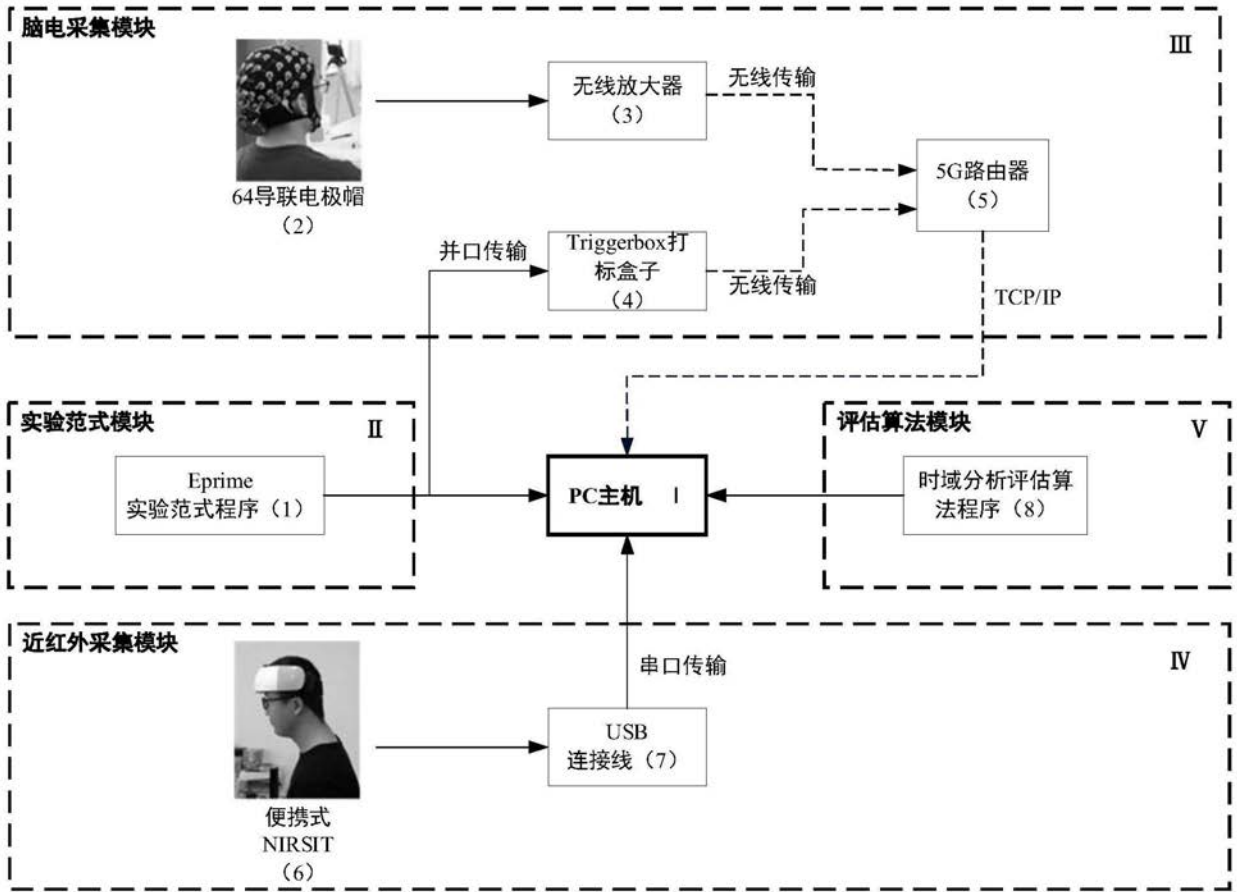 脑电采集模块
Ⅲ
无线放大器
（3）
无线传输
5G路由器
（5）
64导联电极帽
（2）
并口传输
Triggerbox打
标盒子
（4）
无线传输
TCP/IP
实验范式模块
Ⅱ
Eprime
实验范式程序（1）
PC主机 Ⅰ
评估算法模块
Ⅴ
时域分析评估算
法程序（8）
近红外采集模块
Ⅳ
串口传输
USB
连接线（7）
便携式
NIRSIT
（6）